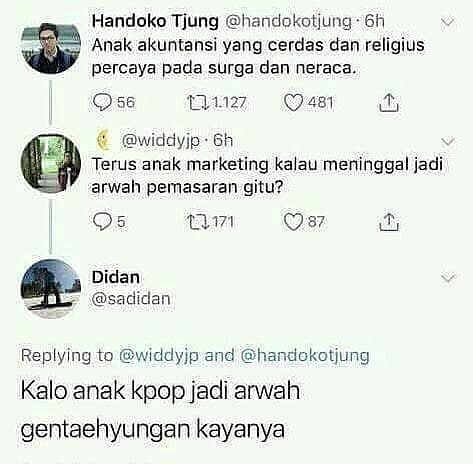 Handoko Tjung @handokotjung · 6h
Anak akuntansi yang cerdas dan religius
percaya pada surga dan neraca.
56 1.127 481
@widdyjp · 6h
Terus anak marketing kalau meninggal jadi
arwah pemasaran gitu?
5 171 87
Didan
@sadidan
Replying to @widdyjp and @handokotjung
Kalo anak kpop jadi arwah
gentaehyungan kayanya